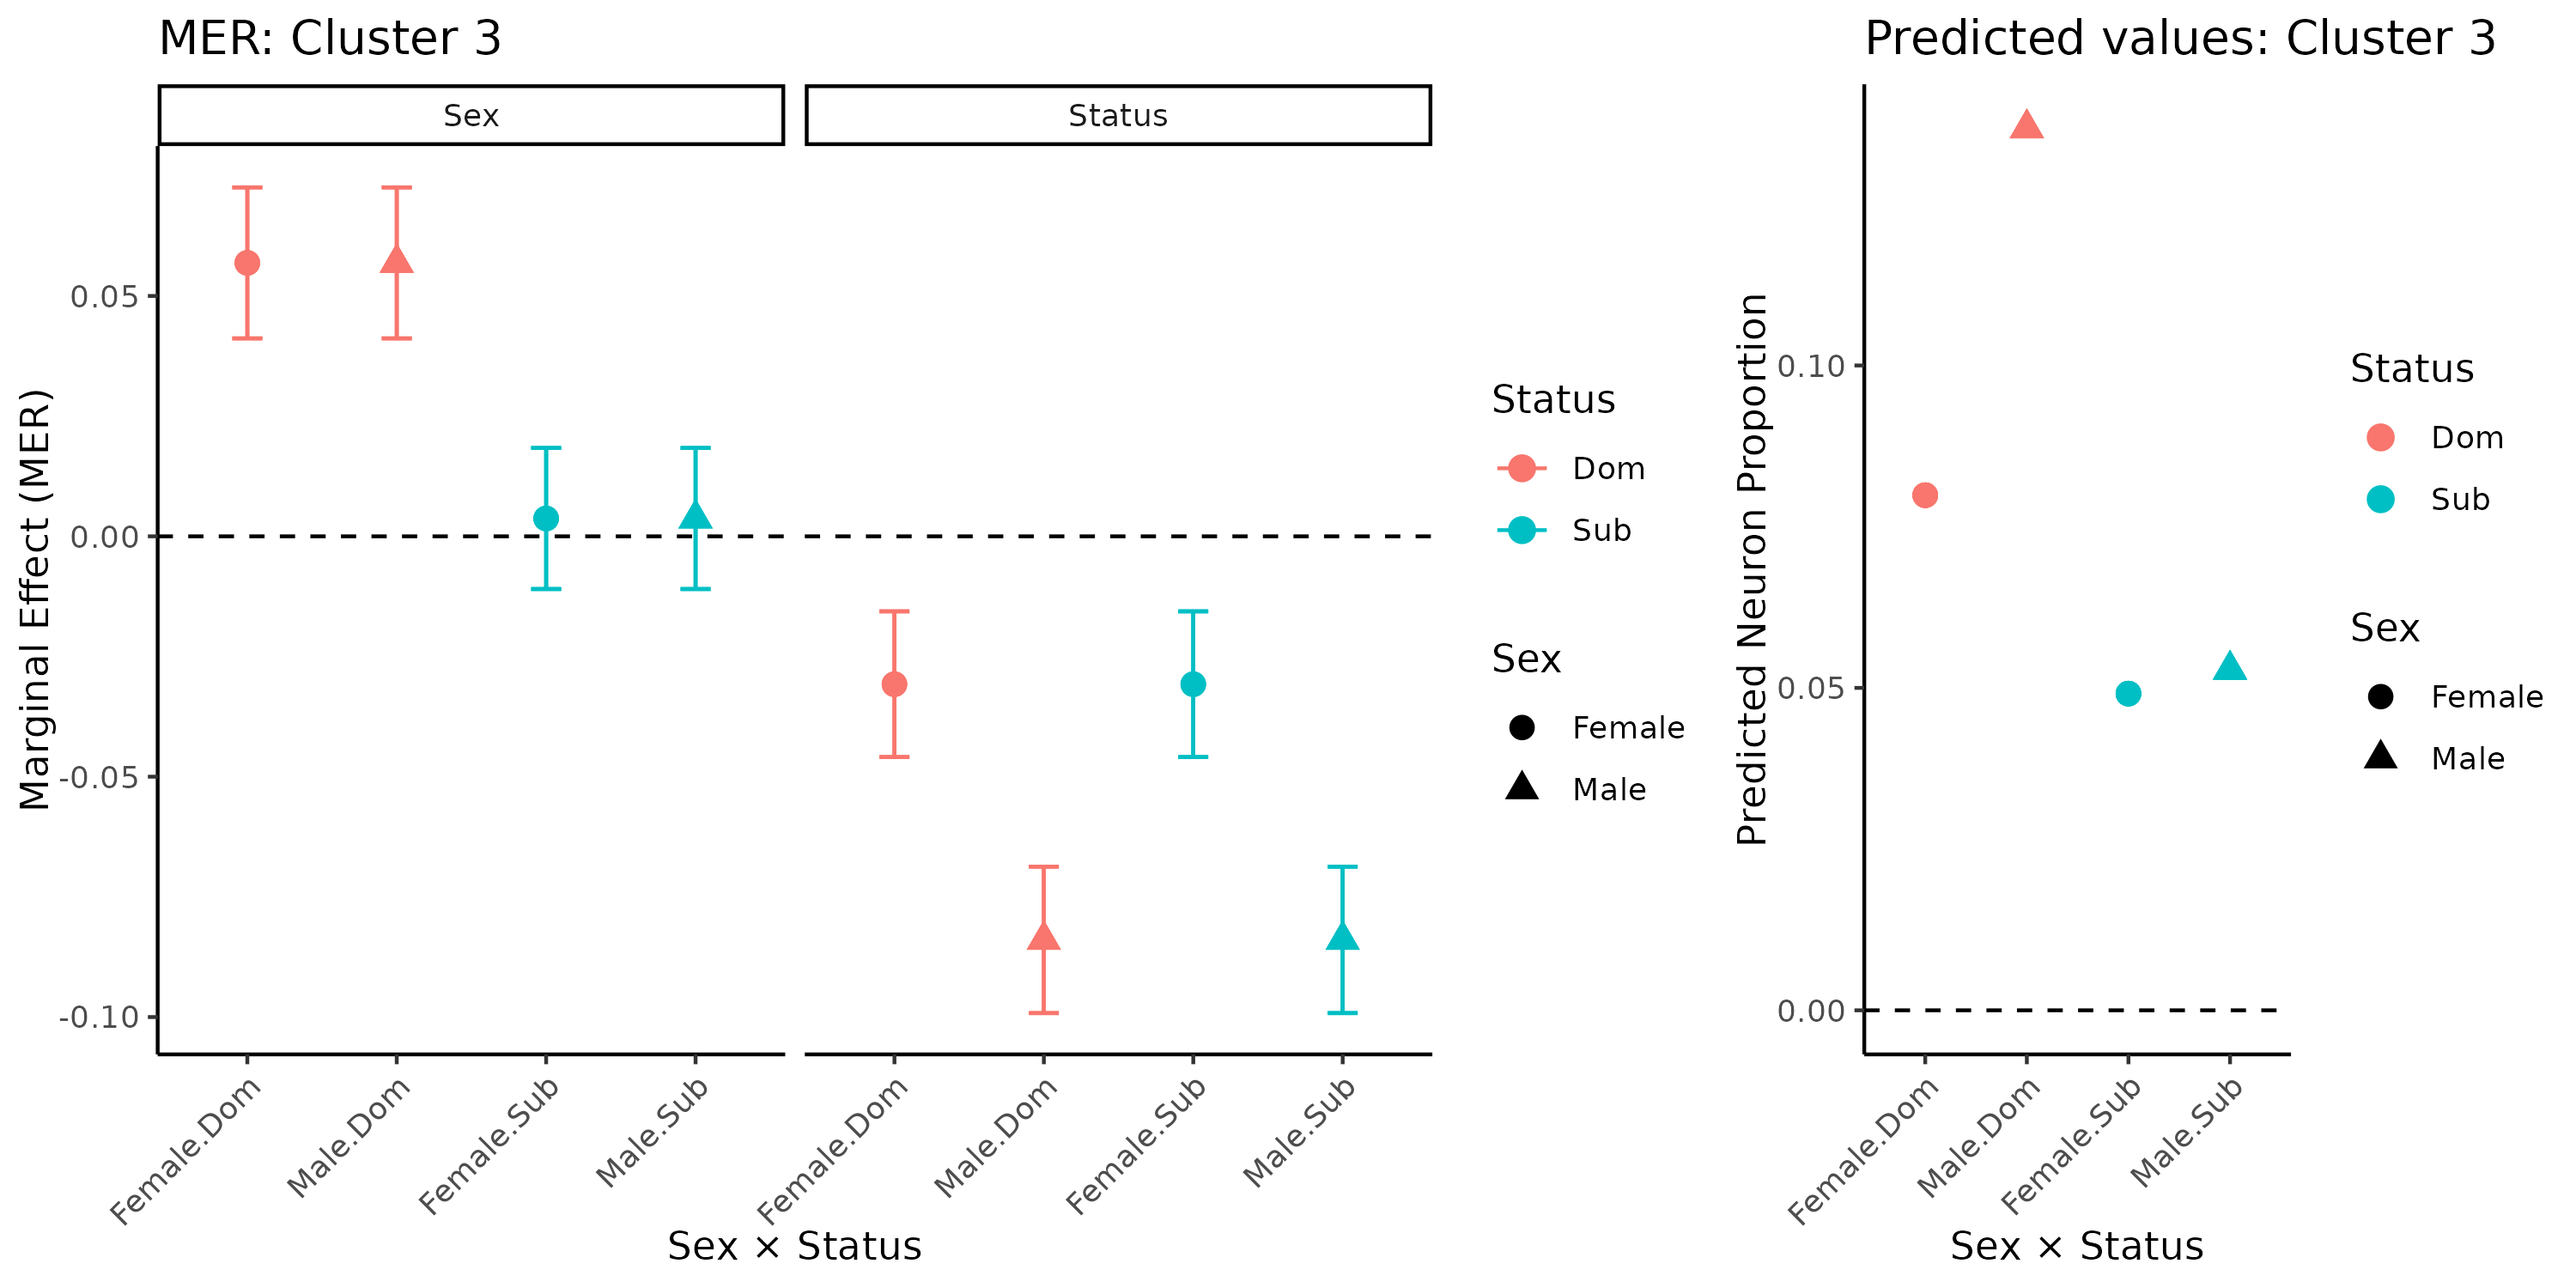 MER: Cluster 3
Sex
Status
Marginal Effect (MER)
0.05
0.00
-0.05
-0.10
Female.Dom
Male.Dom
Female.Sub
Male.Sub
Female.Dom
Male.Dom
Female.Sub
Male.Sub
Sex × Status
Status
Dom
Sub
Sex
Female
Male
Predicted values: Cluster 3
Predicted Neuron Proportion
0.10
0.05
0.00
Female.Dom
Male.Dom
Female.Sub
Male.Sub
Sex × Status
Status
Dom
Sub
Sex
Female
Male